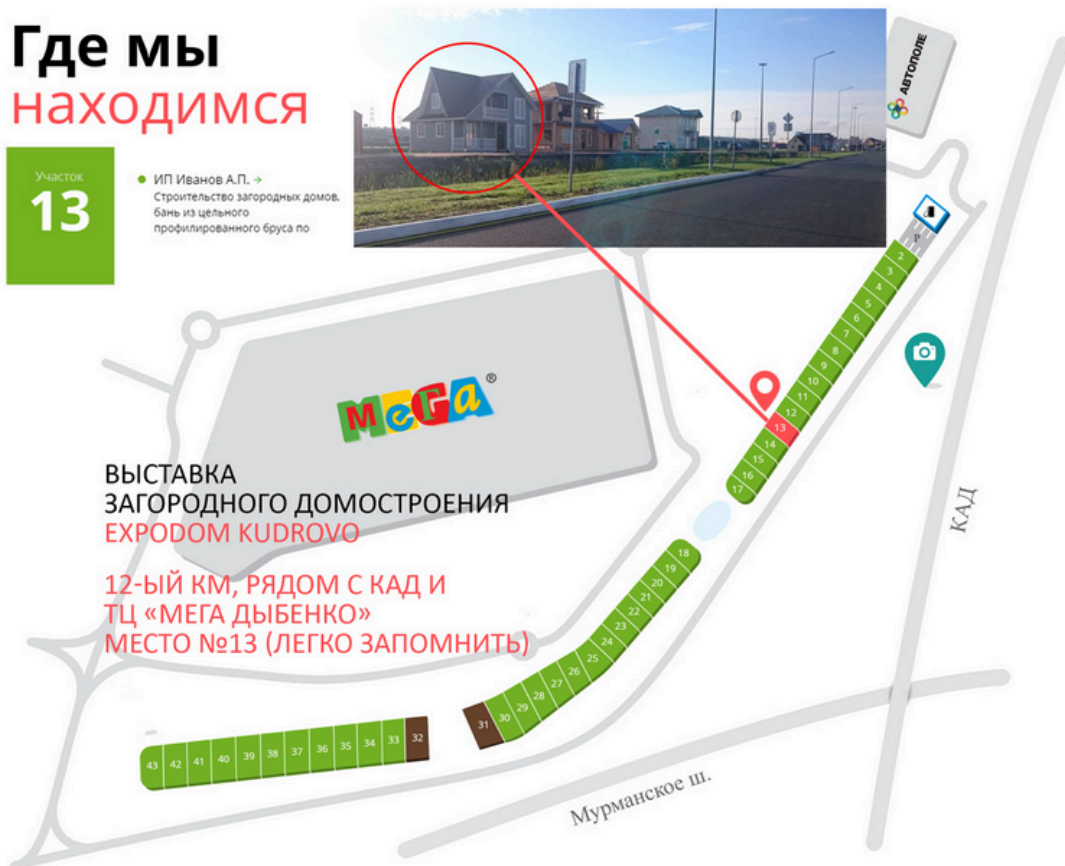 Где мы
находимся
Участок
13
ИП Иванов А.П. →
Строительство загородных домов,
бань из цельного
профилированного бруса по
АВТОПОЛЕ
P
2
3
4
5
6
7
8
9
10
11
12
13
14
15
16
17
МЕГА®
ВЫСТАВКА
ЗАГОРОДНОГО ДОМОСТРОЕНИЯ
EXPODOM KUDROVO
12-ЫЙ КМ, РЯДОМ С КАД И
ТЦ «МЕГА ДЫБЕНКО»
МЕСТО №13 (ЛЕГКО ЗАПОМНИТЬ)
КАД
18
19
20
21
22
23
24
25
26
27
28
29
30
31
32
33
34
35
36
37
38
39
40
41
42
43
Мурманское ш.